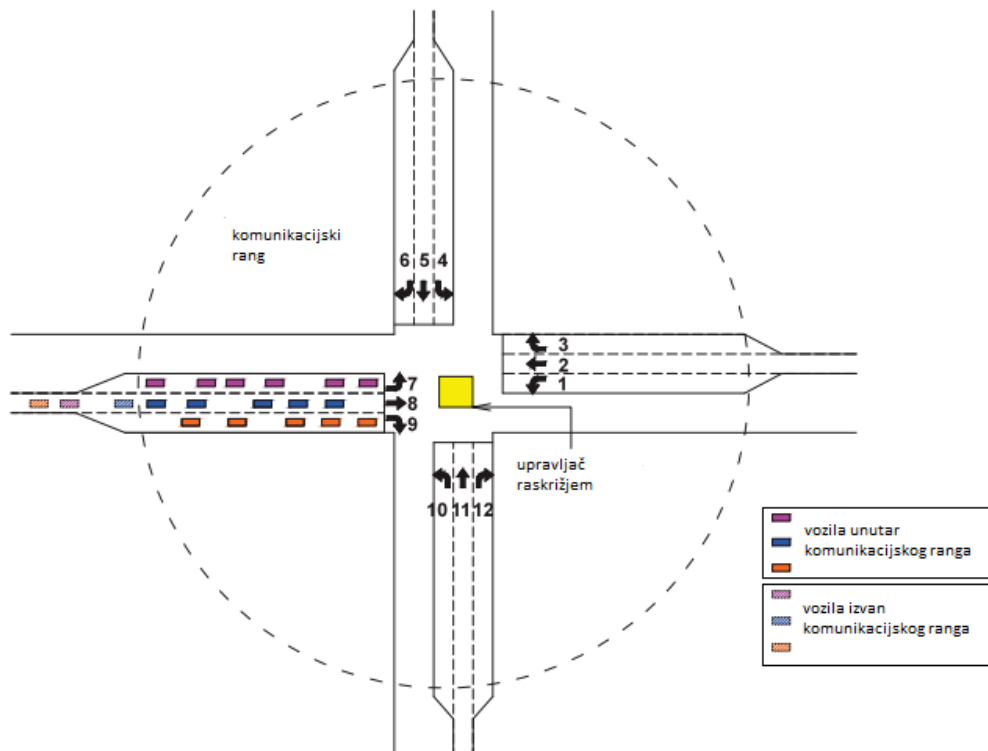 komunikacijski
rang
6 5 4
3
2
1
7
8
9
upravljač
raskrižjem
10 11 12
vozila unutar
komunikacijskog ranga
vozila izvan
komunikacijskog ranga